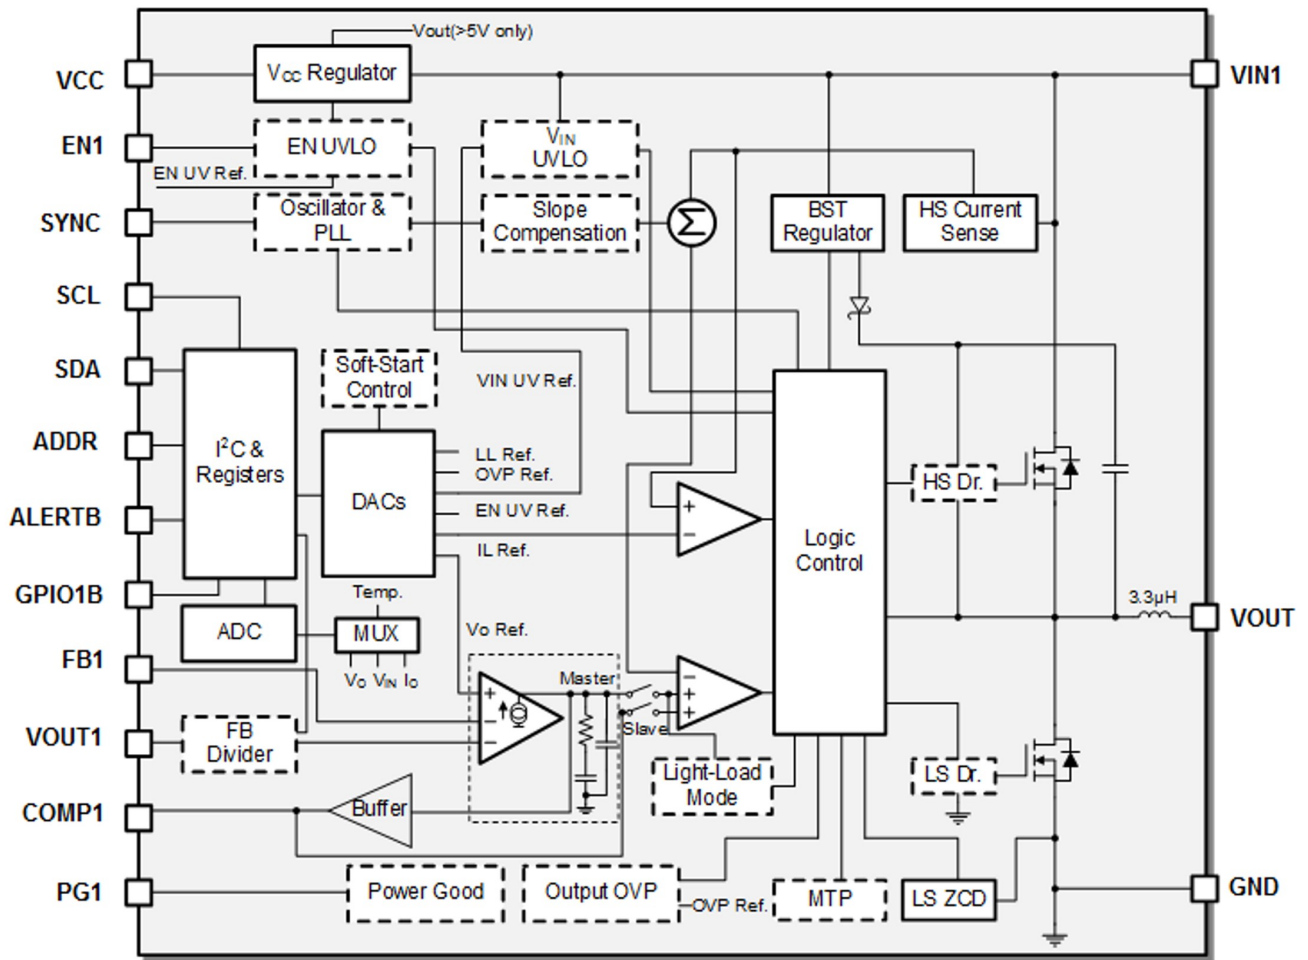 Vout(>5V only)
VCC
VCC Regulator
VIN1
EN1
EN UVLO
VIN
UVLO
EN UV Ref.
SYNC
Oscillator &
PLL
Slope
Compensation
Σ
BST
Regulator
HS Current
Sense
SCL
SDA
Soft-Start
Control
VIN UV Ref.
ADDR
I²C &
Registers
DACs
LL Ref.
OVP Ref.
EN UV Ref.
IL Ref.
+
−
Logic
Control
HS Dr.
ALERTB
GPIO1B
Temp.
ADC
MUX
VO VIN IO
Vo Ref.
3.3µH
VOUT
FB1
Master
Slave
+
−
−
−
+
+
VOUT1
FB
Divider
Light-Load
Mode
LS Dr.
COMP1
Buffer
PG1
Power Good
Output OVP
OVP Ref.
MTP
LS ZCD
GND